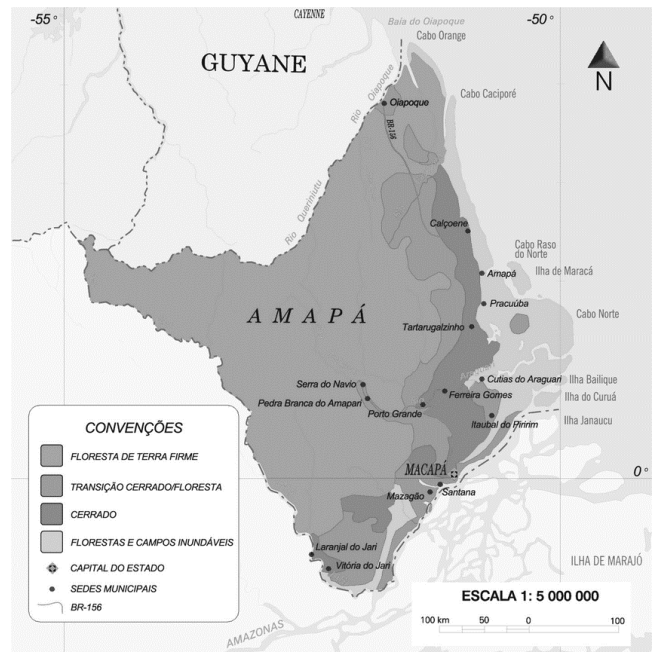 -55°
CAYENNE
-50°
Baía do Oiapoque
Cabo Orange
GUYANE
N
Rio Oiapoque
Oiapoque
Cabo Caciporé
BR-156
Rio Queriniutu
Calçoene
Cabo Raso
do Norte
Amapá
Ilha de Maracá
AMAPÁ
Pracuúba
Cabo Norte
Tartarugalzinho
Serra do Navio
Cutias do Araguari
Ilha Bailique
Pedra Branca do Amapari
Ferreira Gomes
Ilha do Curuá
Porto Grande
Itaubal do Piririm
Ilha Janaucu
CONVENÇÕES
FLORESTA DE TERRA FIRME
TRANSIÇÃO CERRADO/FLORESTA
CERRADO
FLORESTAS E CAMPOS INUNDÁVEIS
CAPITAL DO ESTADO
SEDES MUNICIPAIS
BR-156
MACAPÁ
0°
Santana
Mazagão
Laranjal do Jari
Vitória do Jari
ILHA DE MARAJÓ
AMAZONAS
ESCALA 1: 5 000 000
100 km 50 0 100